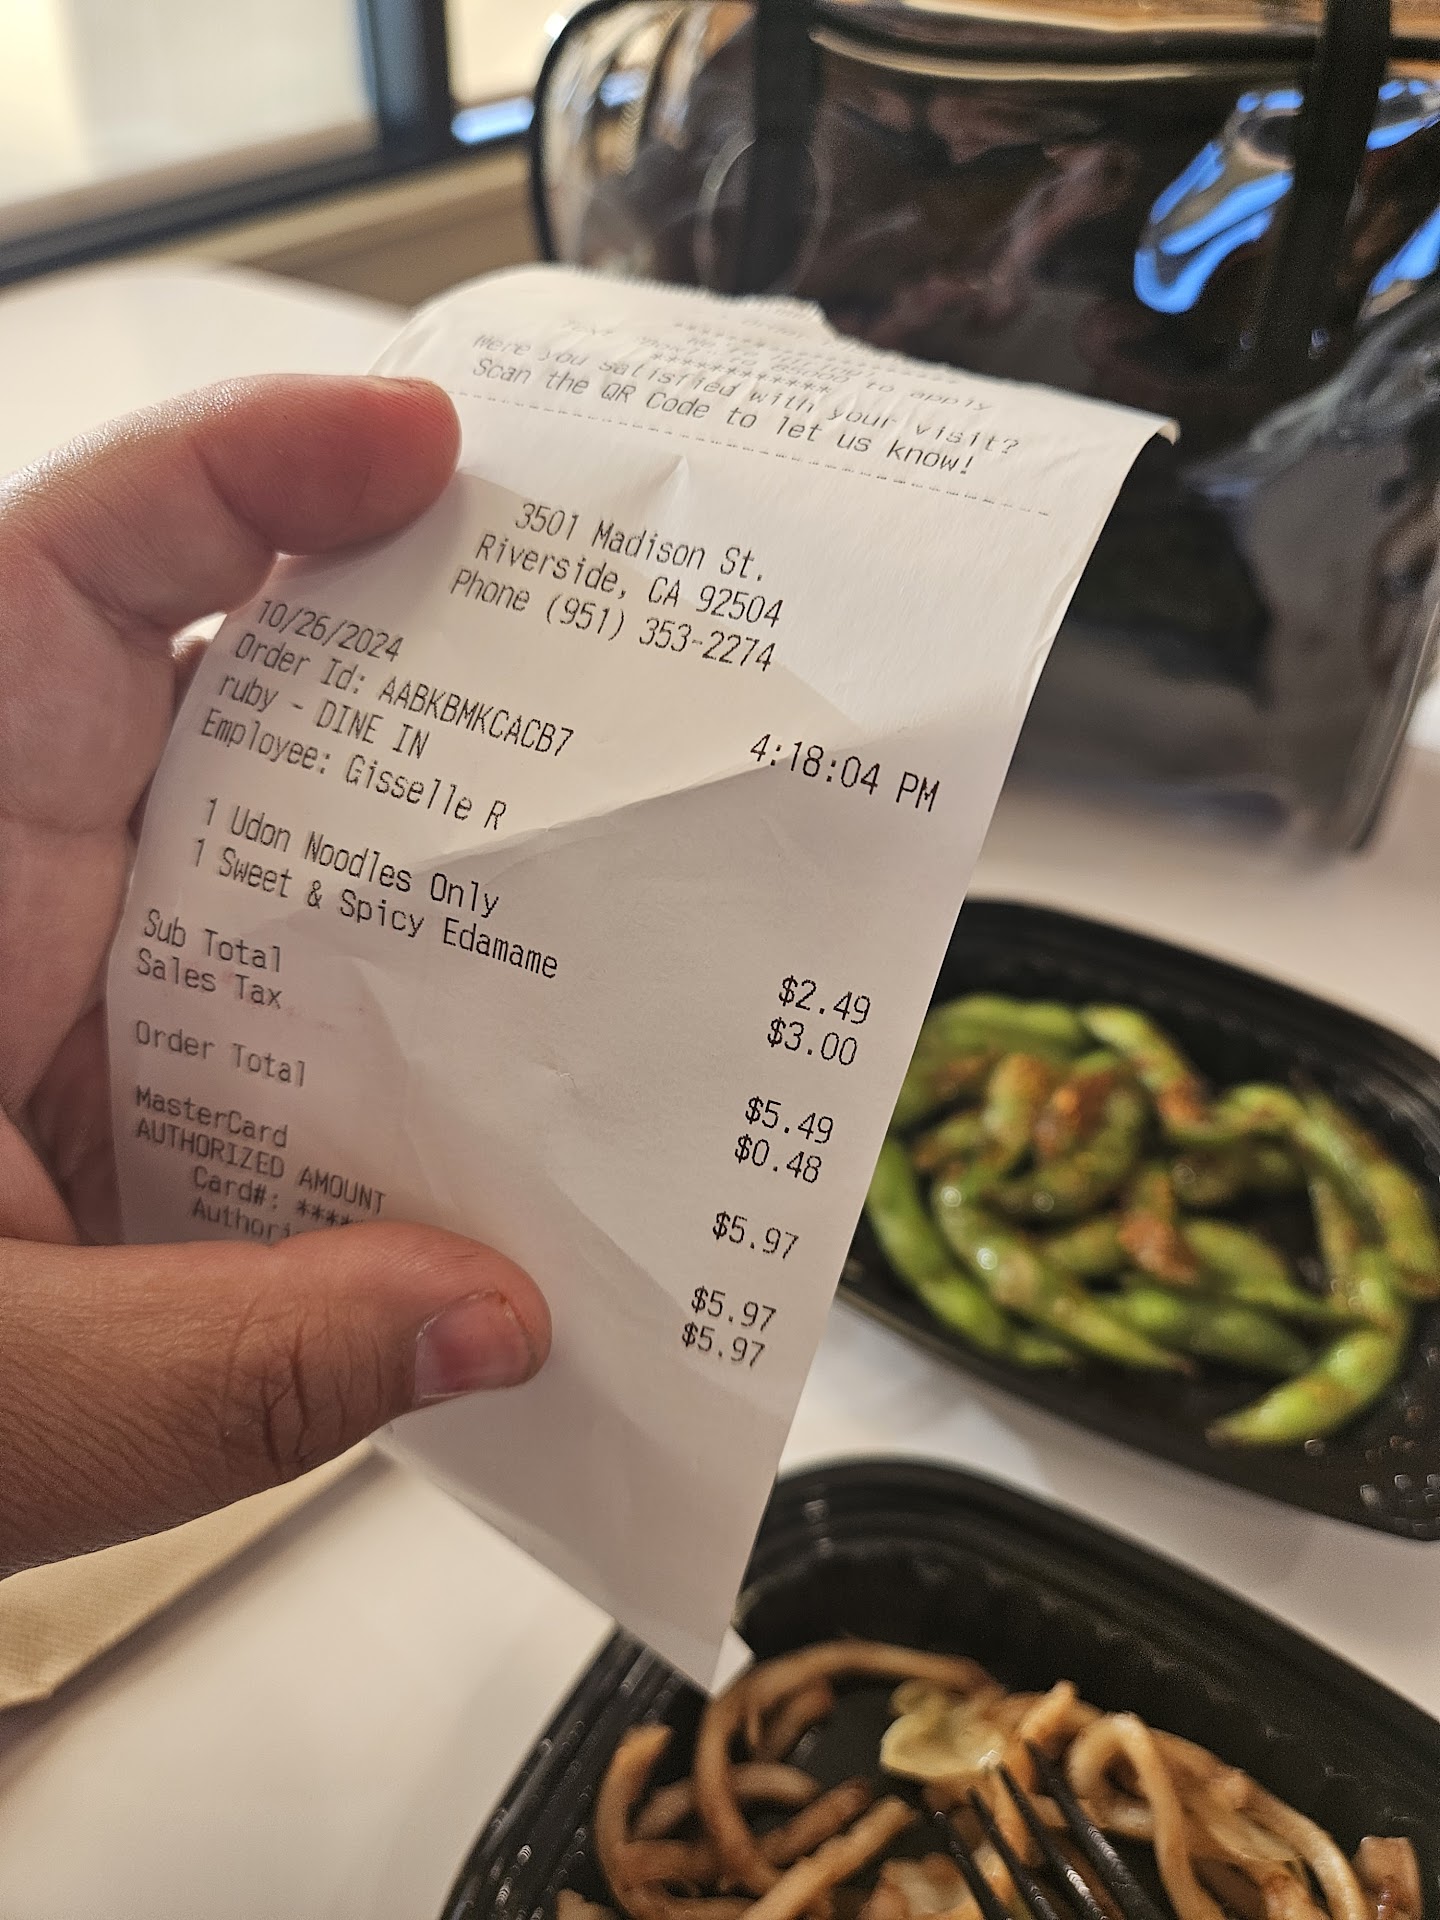 to apply
Were you satisfied with your visit?
Scan the QR Code to let us know!
3501 Madison St.
Riverside, CA 92504
Phone (951) 353-2274
10/26/2024 4:18:04 PM
Order Id: AABKBMKCACB7
ruby - DINE IN
Employee: Gisselle R
1 Udon Noodles Only $2.49
1 Sweet & Spicy Edamame $3.00
Sub Total $5.49
Sales Tax $0.48
Order Total $5.97
MasterCard $5.97
AUTHORIZED AMOUNT $5.97
Card#: ****